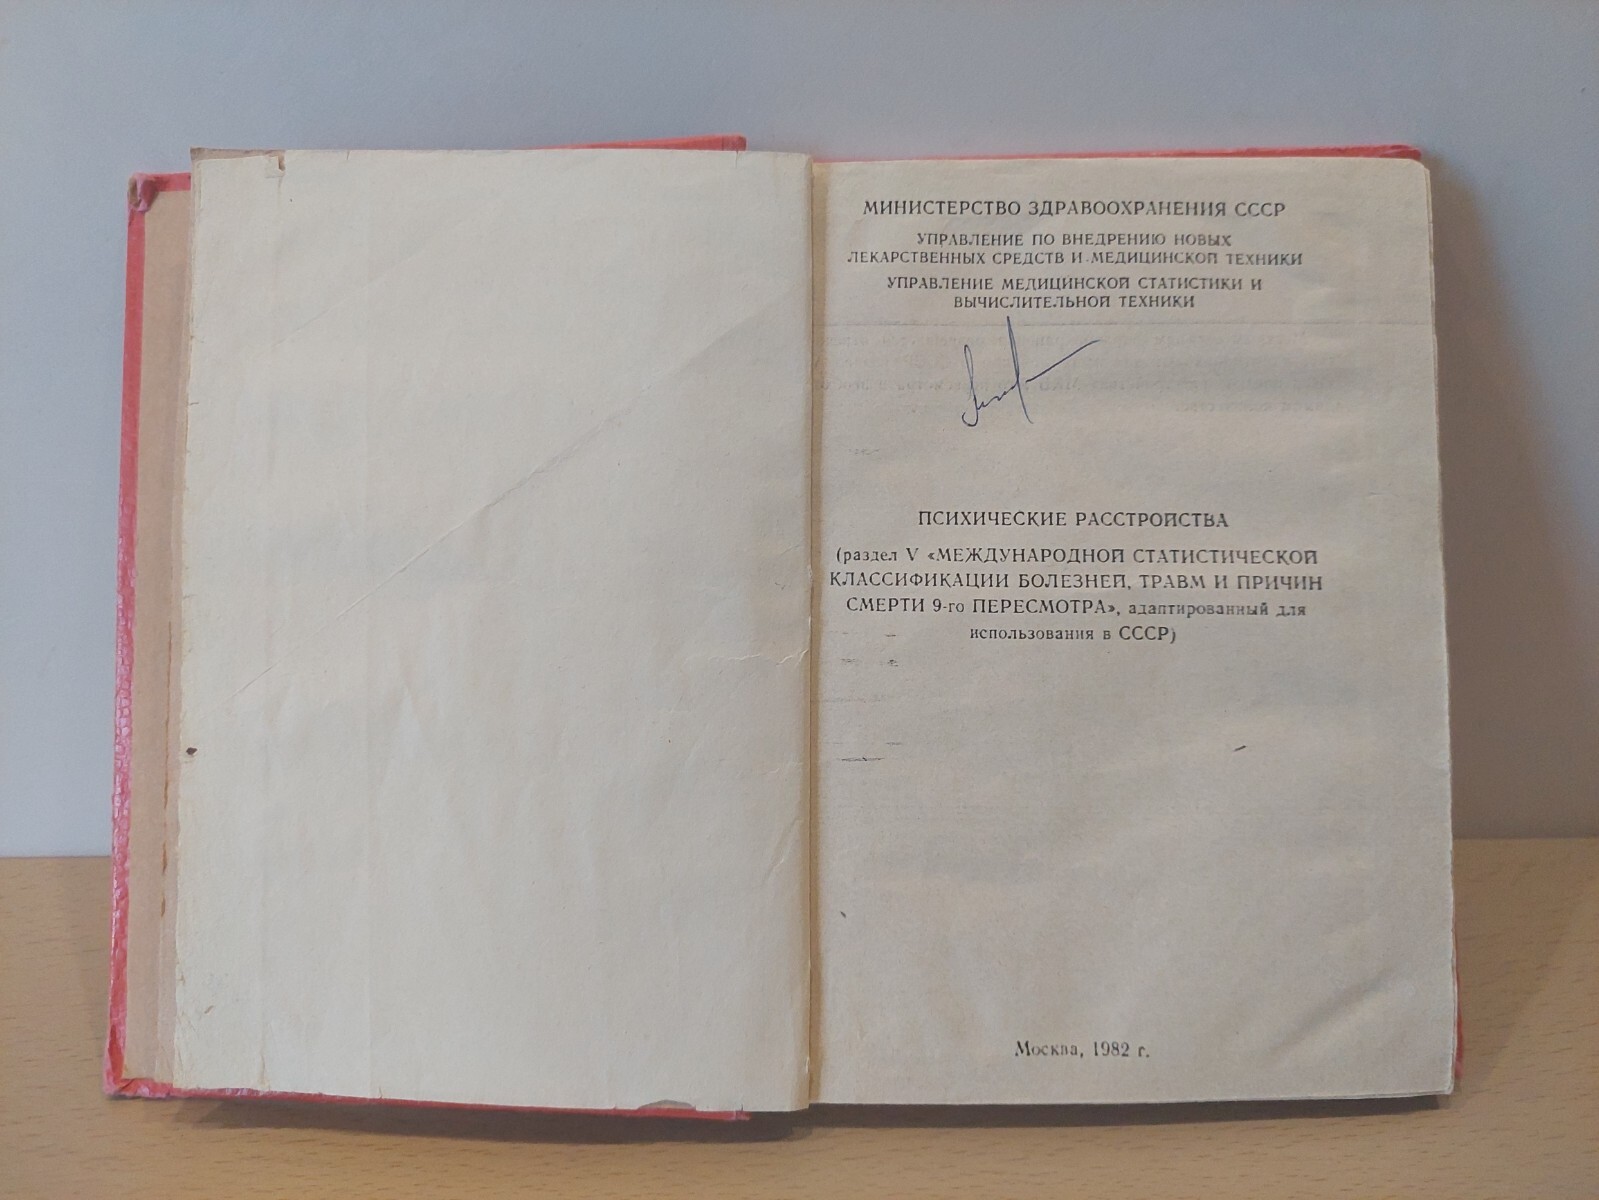 МИНИСТЕРСТВО ЗДРАВООХРАНЕНИЯ СССР
УПРАВЛЕНИЕ ПО ВНЕДРЕНИЮ НОВЫХ
ЛЕКАРСТВЕННЫХ СРЕДСТВ И МЕДИЦИНСКОЙ ТЕХНИКИ
УПРАВЛЕНИЕ МЕДИЦИНСКОЙ СТАТИСТИКИ И
ВЫЧИСЛИТЕЛЬНОЙ ТЕХНИКИ
ПСИХИЧЕСКИЕ РАССТРОЙСТВА
(раздел V «МЕЖДУНАРОДНОЙ СТАТИСТИЧЕСКОЙ
КЛАССИФИКАЦИИ БОЛЕЗНЕЙ, ТРАВМ И ПРИЧИН
СМЕРТИ 9-го ПЕРЕСМОТРА», адаптированный для
использования в СССР)
Москва, 1982 г.